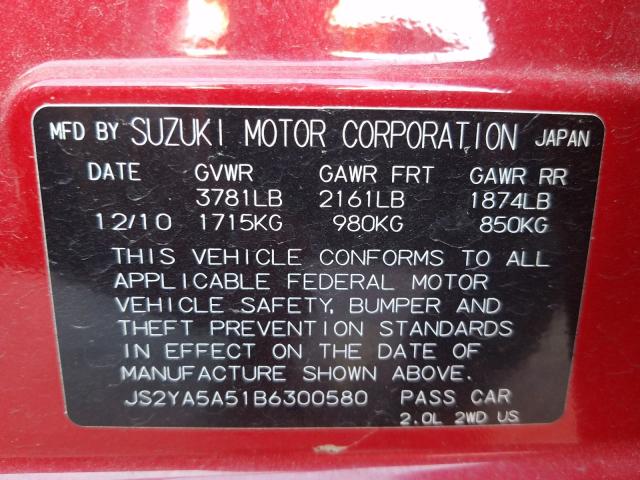 MFD BY SUZUKI MOTOR CORPORATION JAPAN
DATE GVWR GAWR FRT GAWR RR
3781LB 2161LB 1874LB
12/10 1715KG 980KG 850KG
THIS VEHICLE CONFORMS TO ALL
APPLICABLE FEDERAL MOTOR
VEHICLE SAFETY, BUMPER AND
THEFT PREVENTION STANDARDS
IN EFFECT ON THE DATE OF
MANUFACTURE SHOWN ABOVE.
JS2YA5A51B6300580 PASS CAR
2.0L 2WD US